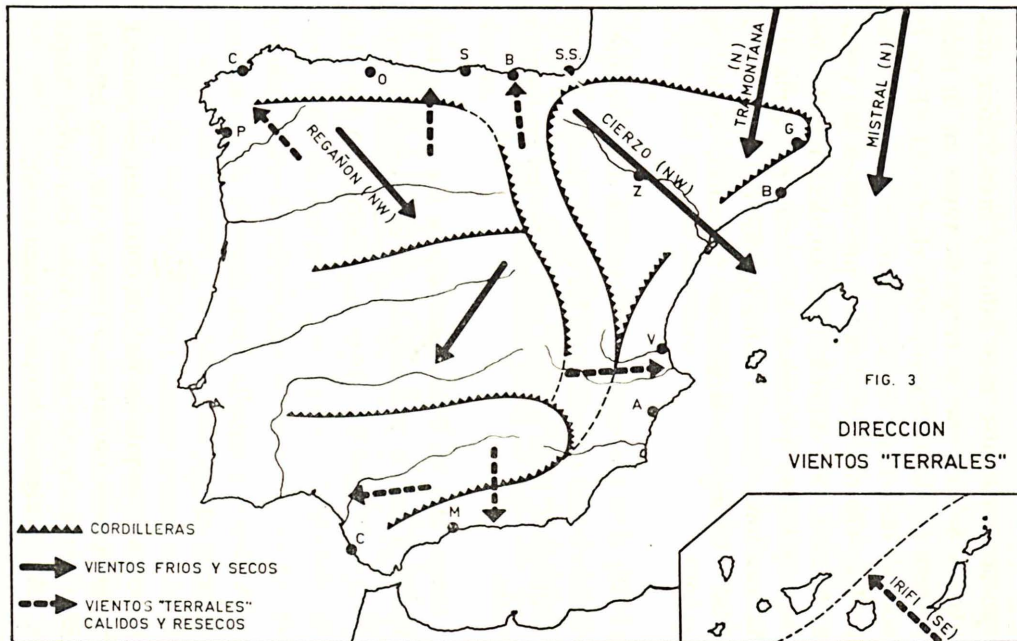 C
O
S
B
S.S.
P
REGAÑON (NW)
CIERZO (NW)
TRAMONTANA (N)
MISTRAL (N)
G
Z
B
V
A
FIG. 3
DIRECCION
VIENTOS "TERRALES"
M
C
CORDILLERAS
VIENTOS FRIOS Y SECOS
VIENTOS "TERRALES"
CALIDOS Y RESECOS
IRIFI (SE)